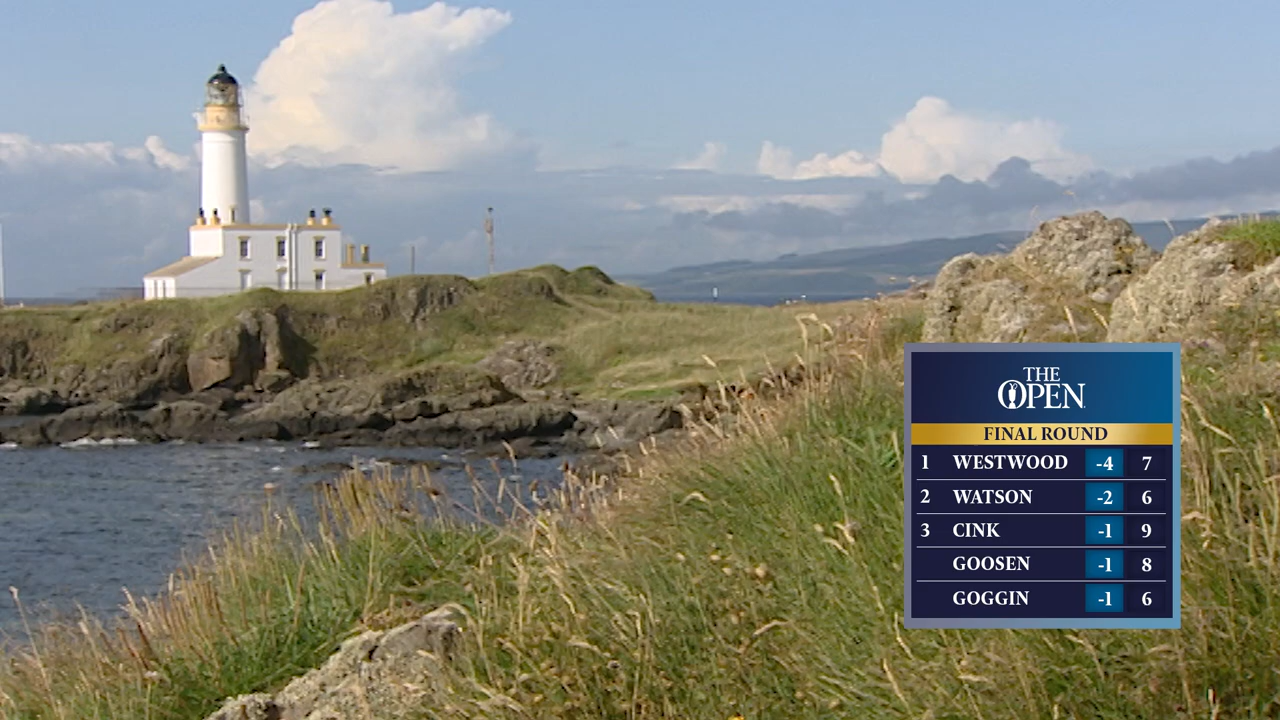 THE
OPEN
FINAL ROUND
1 WESTWOOD -4 7
2 WATSON -2 6
3 CINK -1 9
GOOSEN -1 8
GOGGIN -1 6